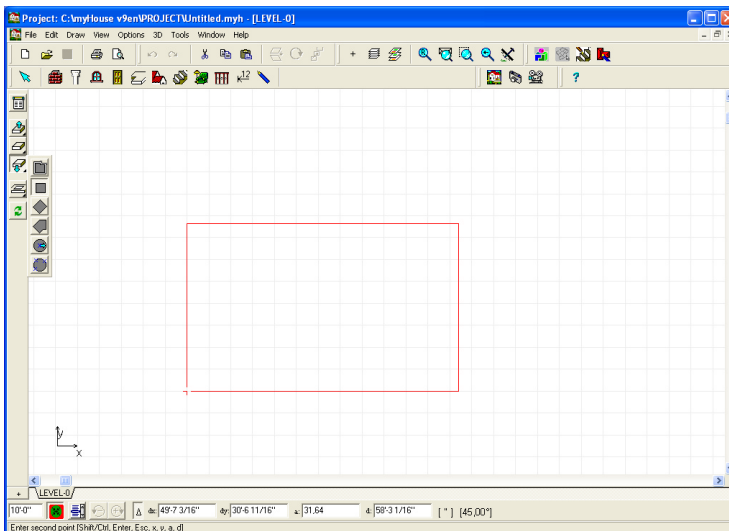 Project: C:\myHouse v9en\PROJECT\Untitled.myh - [LEVEL-0]
File Edit Draw View Options 3D Tools Window Help
12
?
y
x
LEVEL-0
10'-0" Δ dx: 49'-7 3/16" dy: 30'-6 11/16" a: 31,64 d: 58'-3 1/16" [ " ] [45,00°]
Enter second point [Shift/Ctrl, Enter, Esc, x, y, a, d]